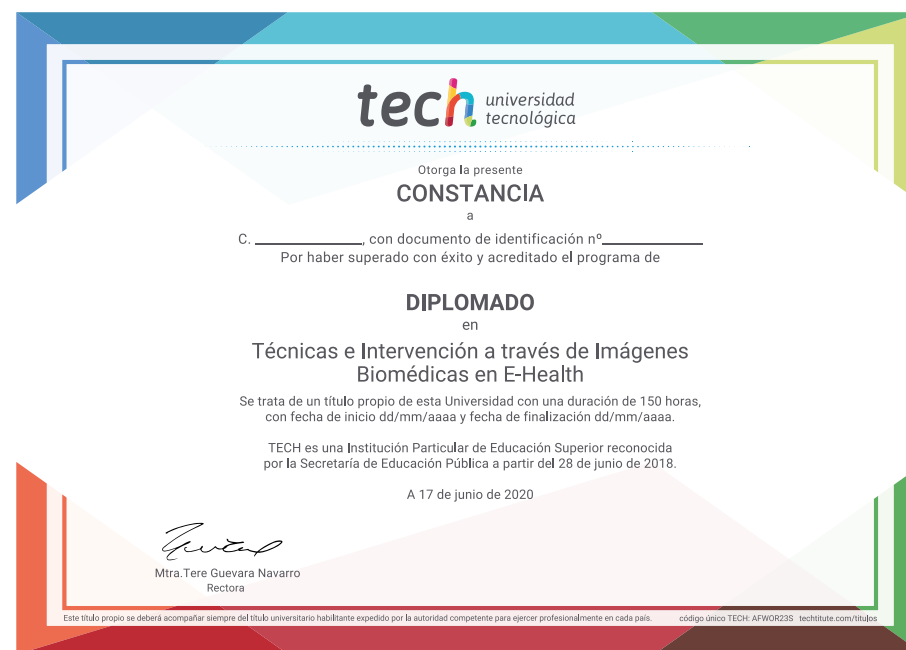 tech universidad
tecnológica
Otorga la presente
CONSTANCIA
a
C. ____________, con documento de identificación nº____________
Por haber superado con éxito y acreditado el programa de
DIPLOMADO
en
Técnicas e Intervención a través de Imágenes
Biomédicas en E-Health
Se trata de un título propio de esta Universidad con una duración de 150 horas,
con fecha de inicio dd/mm/aaaa y fecha de finalización dd/mm/aaaa.
TECH es una Institución Particular de Educación Superior reconocida
por la Secretaría de Educación Pública a partir del 28 de junio de 2018.
A 17 de junio de 2020
Mtra.Tere Guevara Navarro
Rectora
Este título propio se deberá acompañar siempre del título universitario habilitante expedido por la autoridad competente para ejercer profesionalmente en cada país. código único TECH: AFWOR23S techtitute.com/titulos